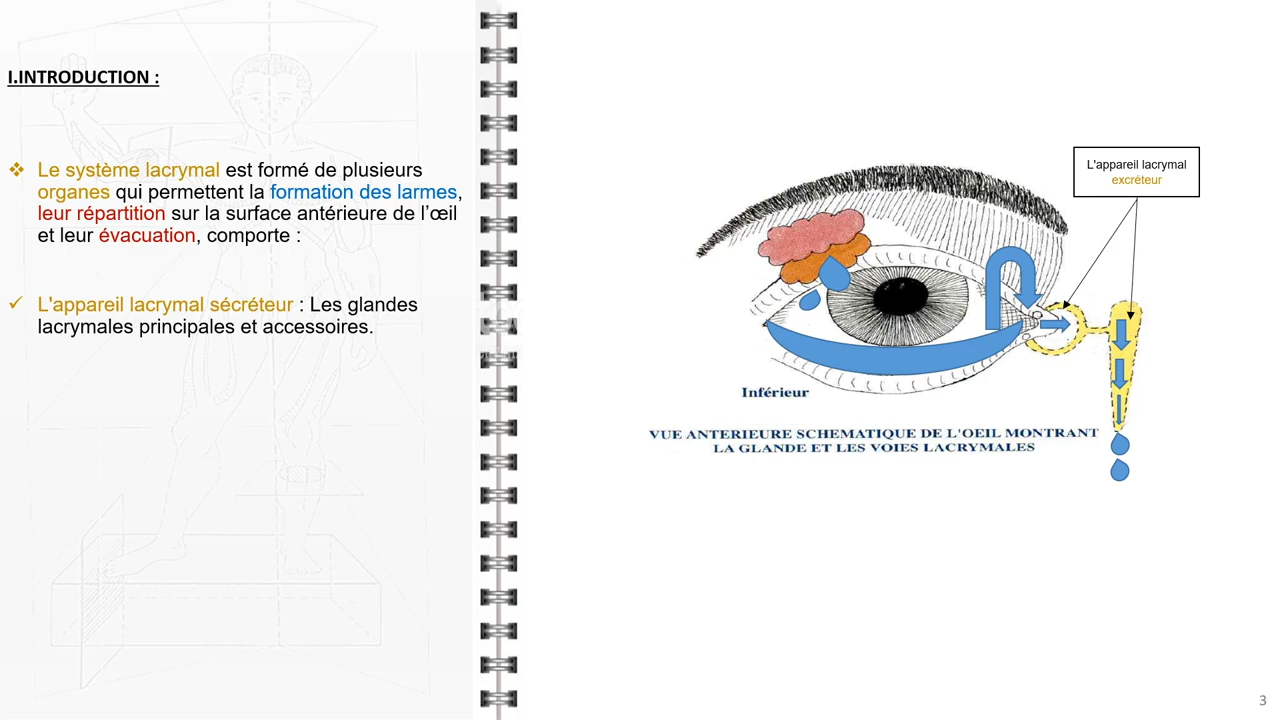 I.INTRODUCTION :
❖ Le système lacrymal est formé de plusieurs
organes qui permettent la formation des larmes,
leur répartition sur la surface antérieure de l’œil
et leur évacuation, comporte :
✓ L'appareil lacrymal sécréteur : Les glandes
lacrymales principales et accessoires.
L'appareil lacrymal
excréteur
Inférieur
VUE ANTERIEURE SCHEMATIQUE DE L'OEIL MONTRANT
LA GLANDE ET LES VOIES LACRYMALES
3